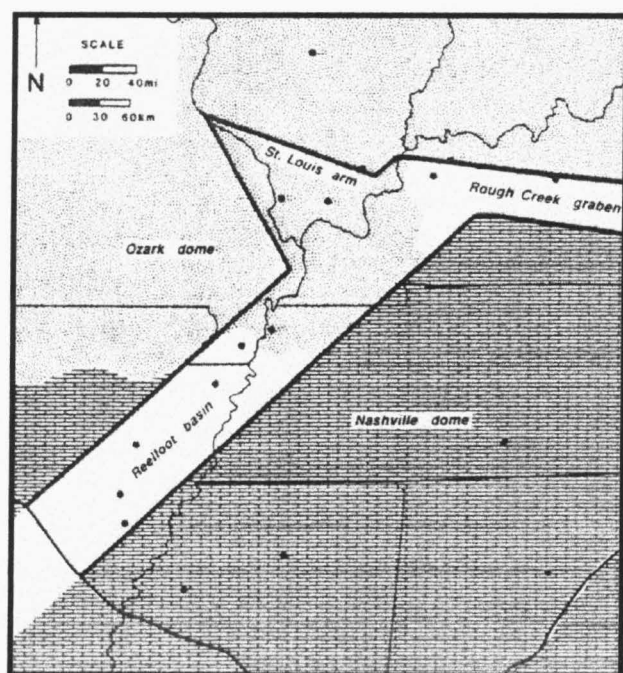 SCALE
0 20 40mi
0 30 60km
N
St. Louis arm
Rough Creek graben
Ozark dome
Nashville dome
Reelfoot basin